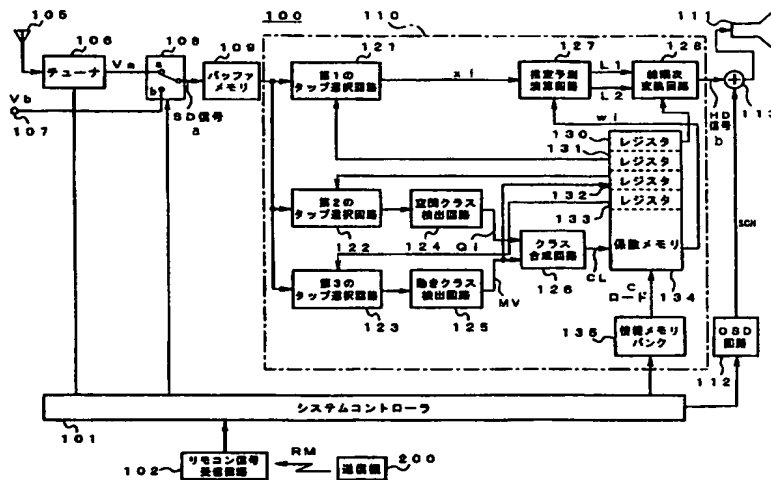 100
110
105
106
チューナ
Va
108
a
b
SD信号
a
Vb
107
109
バッファ
メモリ
121
第1の
タップ選択回路
xi
127
推定予測
演算回路
L1
L2
128
線順次
変換回路
HD信号
b
111
113
wi
130
レジスタ
131
レジスタ
132
レジスタ
133
レジスタ
係数メモリ
134
第2の
タップ選択回路
122
空間クラス
検出回路
124
Qi
第3の
タップ選択回路
123
動きクラス
検出回路
125
MV
クラス
合成回路
126
CL
ロード
135
情報メモリ
バンク
SCH
OSD
回路
112
システムコントローラ
101
リモコン信号
受信回路
102
RM
送信機
200